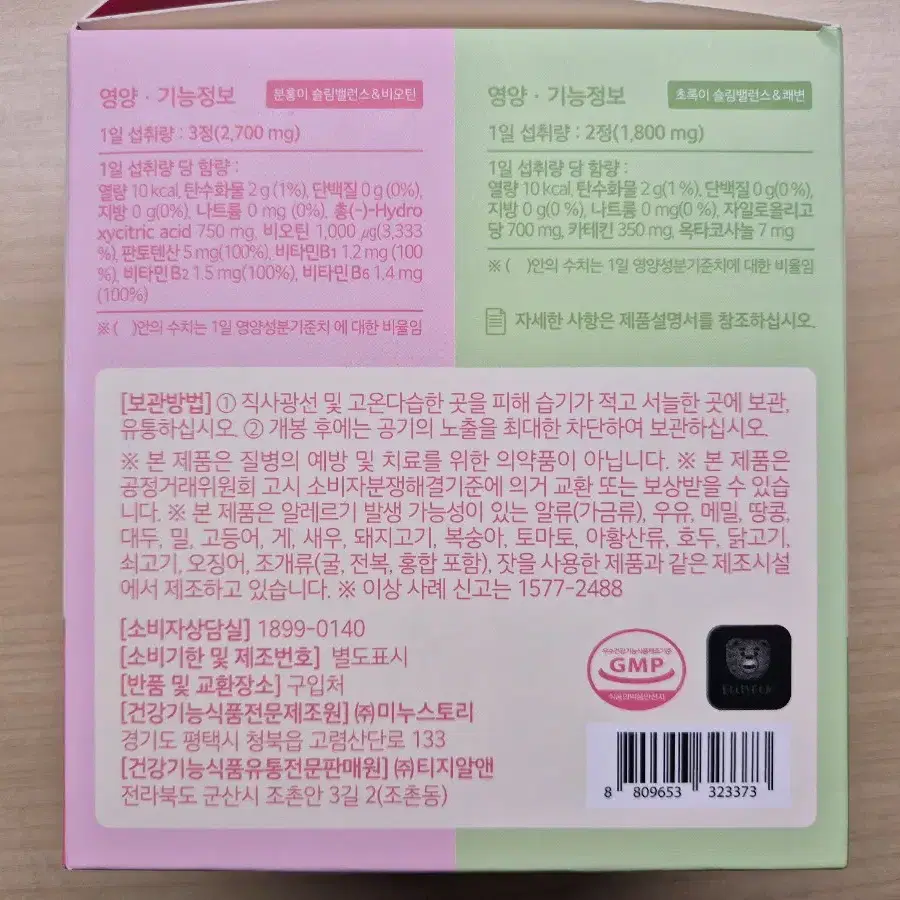 영양 · 기능정보
분홍이 슬림밸런스&비오틴
1일 섭취량 : 3정(2,700 mg)
1일 섭취량 당 함량 :
열량 10 kcal, 탄수화물 2 g (1%), 단백질 0 g (0%),
지방 0 g(0%), 나트륨 0 mg (0%), 총(-)-Hydro
xycitric acid 750 mg, 비오틴 1,000 ㎍(3,333
%), 판토텐산 5 mg(100%), 비타민B1 1.2 mg (100
%), 비타민B2 1.5 mg(100%), 비타민B6 1.4 mg
(100%)
※ ( )안의 수치는 1일 영양성분기준치 에 대한 비율임
영양 · 기능정보
초록이 슬림밸런스&쾌변
1일 섭취량 : 2정(1,800 mg)
1일 섭취량 당 함량 :
열량 10 kcal, 탄수화물 2 g(1 %), 단백질 0 g(0 %),
지방 0 g(0 %), 나트륨 0 mg(0 %), 자일로올리고
당 700 mg, 카테킨 350 mg, 옥타코사놀 7 mg
※ ( )안의 수치는 1일 영양성분기준치에 대한 비율임
자세한 사항은 제품설명서를 참조하십시오.
[보관방법] ① 직사광선 및 고온다습한 곳을 피해 습기가 적고 서늘한 곳에 보관,
유통하십시오. ② 개봉 후에는 공기의 노출을 최대한 차단하여 보관하십시오.
※ 본 제품은 질병의 예방 및 치료를 위한 의약품이 아닙니다. ※ 본 제품은
공정거래위원회 고시 소비자분쟁해결기준에 의거 교환 또는 보상받을 수 있습
니다. ※ 본 제품은 알레르기 발생 가능성이 있는 알류(가금류), 우유, 메밀, 땅콩,
대두, 밀, 고등어, 게, 새우, 돼지고기, 복숭아, 토마토, 아황산류, 호두, 닭고기,
쇠고기, 오징어, 조개류(굴, 전복, 홍합 포함), 잣을 사용한 제품과 같은 제조시설
에서 제조하고 있습니다. ※ 이상 사례 신고는 1577-2488
[소비자상담실] 1899-0140
[소비기한 및 제조번호] 별도표시
[반품 및 교환장소] 구입처
[건강기능식품전문제조원] ㈜미누스토리
경기도 평택시 청북읍 고렴산단로 133
[건강기능식품유통전문판매원] ㈜티지알앤
전라북도 군산시 조촌안 3길 2(조촌동)
우수건강기능식품제조기준
GMP
식품의약품안전처
8 809653 323373